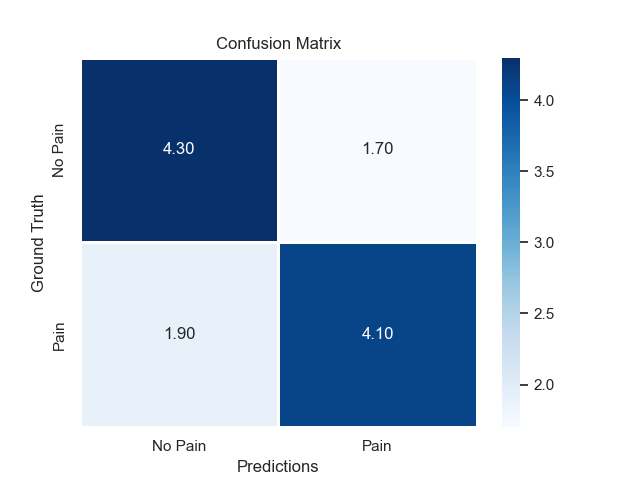 Confusion Matrix
No Pain
4.30
1.70
4.0
3.5
Ground Truth
3.0
2.5
Pain
1.90
4.10
2.0
No Pain
Pain
Predictions